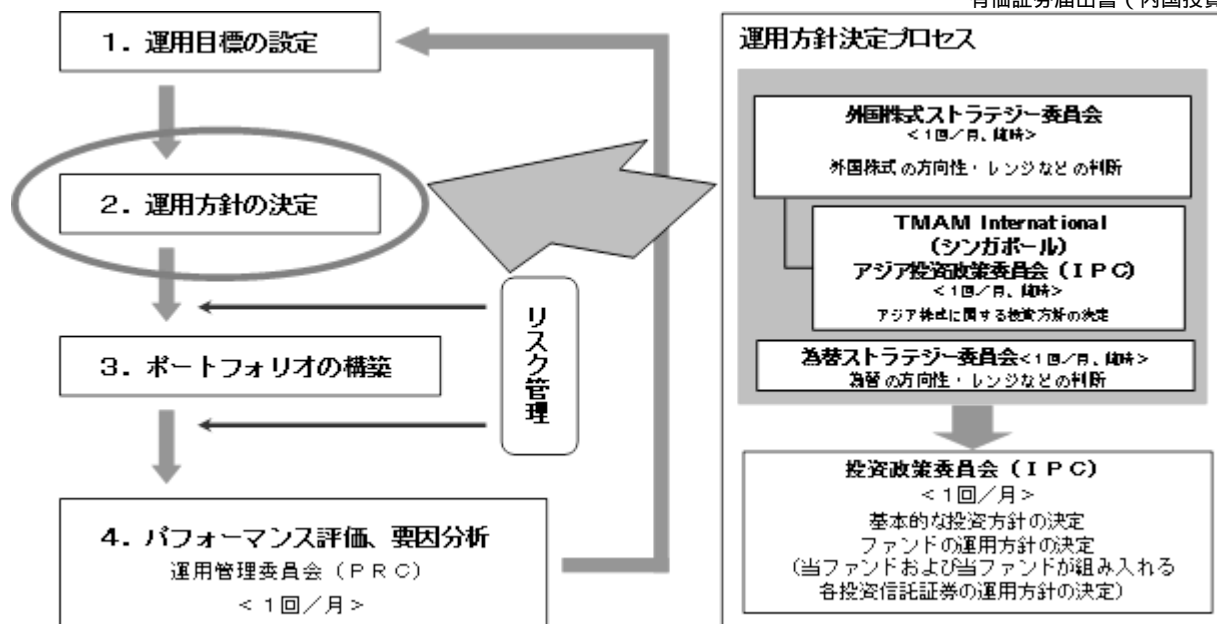 有価証券届出書（内国投資
1．運用目標の設定
2．運用方針の決定
リスク管理
3．ポートフォリオの構築
4．パフォーマンス評価、要因分析
運用管理委員会（ＰＲＣ）
＜1回／月＞
運用方針決定プロセス
外国株式ストラテジー委員会
＜1回／月、随時＞
外国株式の方向性・レンジなどの判断
TMAM International
（シンガポール）
アジア投資政策委員会（ＩＰＣ）
＜1回／月、随時＞
アジア株式に関する投資方針の決定
為替ストラテジー委員会＜1回／月、随時＞
為替の方向性・レンジなどの判断
投資政策委員会（ＩＰＣ）
＜1回／月＞
基本的な投資方針の決定
ファンドの運用方針の決定
（当ファンドおよび当ファンドが組み入れる
各投資信託証券の運用方針の決定）